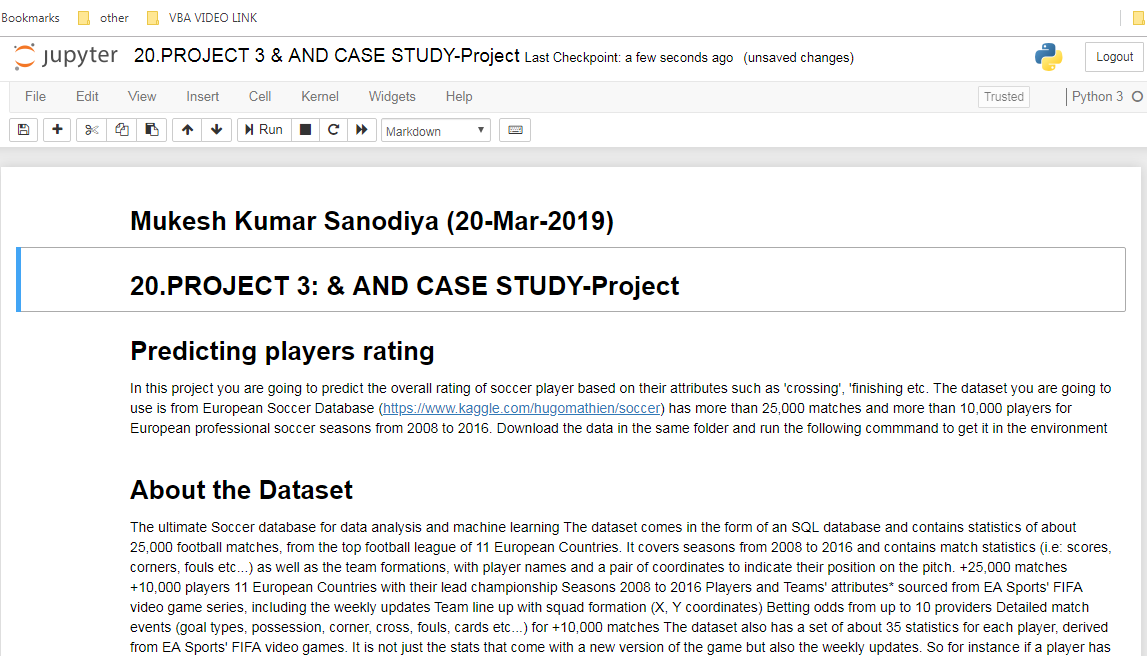 Bookmarks other VBA VIDEO LINK
jupyter 20.PROJECT 3 & AND CASE STUDY-Project Last Checkpoint: a few seconds ago (unsaved changes) Logout
File Edit View Insert Cell Kernel Widgets Help Trusted Python 3
Run Markdown
Mukesh Kumar Sanodiya (20-Mar-2019)
20.PROJECT 3: & AND CASE STUDY-Project
Predicting players rating
In this project you are going to predict the overall rating of soccer player based on their attributes such as 'crossing', 'finishing etc. The dataset you are going to
use is from European Soccer Database (https://www.kaggle.com/hugomathien/soccer) has more than 25,000 matches and more than 10,000 players for
European professional soccer seasons from 2008 to 2016. Download the data in the same folder and run the following commmand to get it in the environment
About the Dataset
The ultimate Soccer database for data analysis and machine learning The dataset comes in the form of an SQL database and contains statistics of about
25,000 football matches, from the top football league of 11 European Countries. It covers seasons from 2008 to 2016 and contains match statistics (i.e: scores,
corners, fouls etc...) as well as the team formations, with player names and a pair of coordinates to indicate their position on the pitch. +25,000 matches
+10,000 players 11 European Countries with their lead championship Seasons 2008 to 2016 Players and Teams' attributes* sourced from EA Sports' FIFA
video game series, including the weekly updates Team line up with squad formation (X, Y coordinates) Betting odds from up to 10 providers Detailed match
events (goal types, possession, corner, cross, fouls, cards etc...) for +10,000 matches The dataset also has a set of about 35 statistics for each player, derived
from EA Sports' FIFA video games. It is not just the stats that come with a new version of the game but also the weekly updates. So for instance if a player has